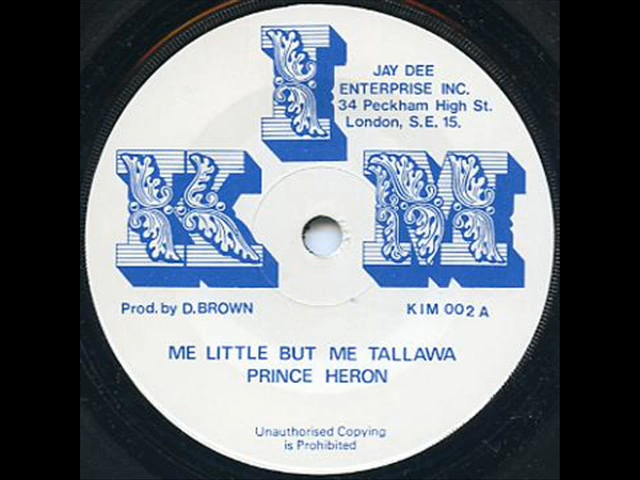 KIM
JAY DEE
ENTERPRISE INC.
34 Peckham High St.
London, S.E. 15.
Prod. by D. BROWN
KIM 002 A
ME LITTLE BUT ME TALLAWA
PRINCE HERON
Unauthorised Copying
is Prohibited